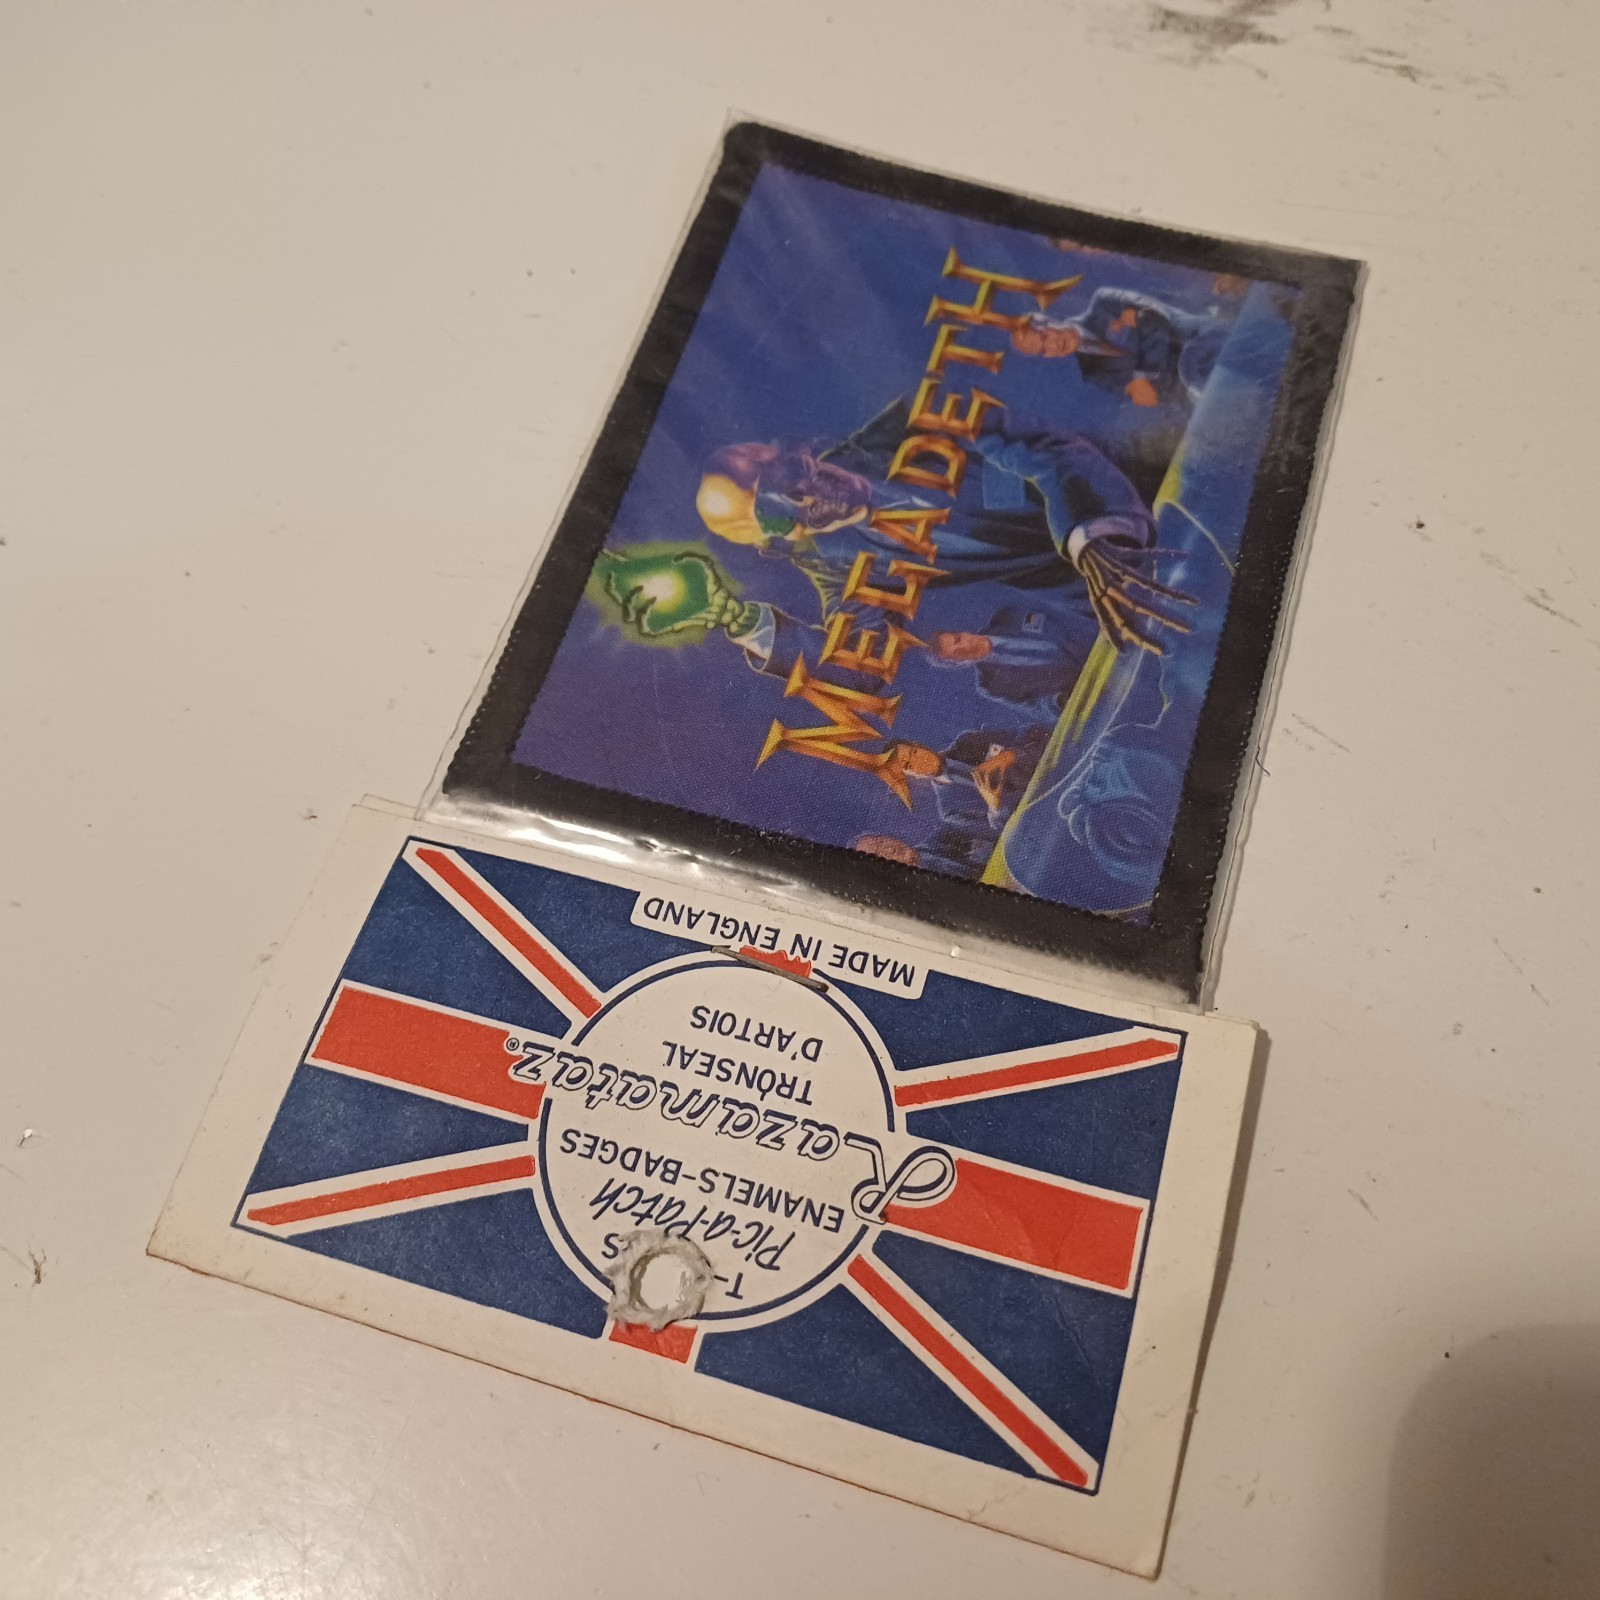 MEGADETH
Pic-a-Patch
ENAMELS-BADGES
Razamataz®
TRÔNSEAL
D'ARTOIS
MADE IN ENGLAND